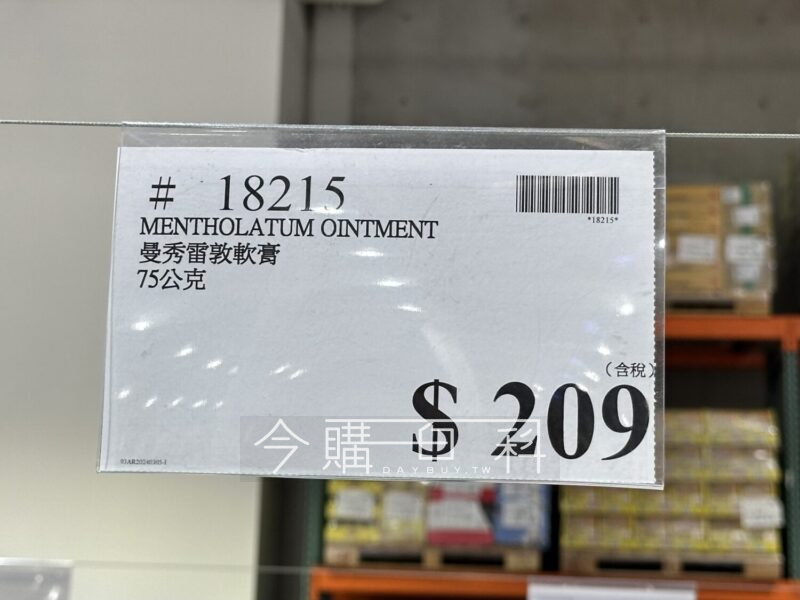 # 18215
*18215*
MENTHOLATUM OINTMENT
曼秀雷敦軟膏
75公克
(含稅)
$ 209
今購百科
DAYBUY.TW